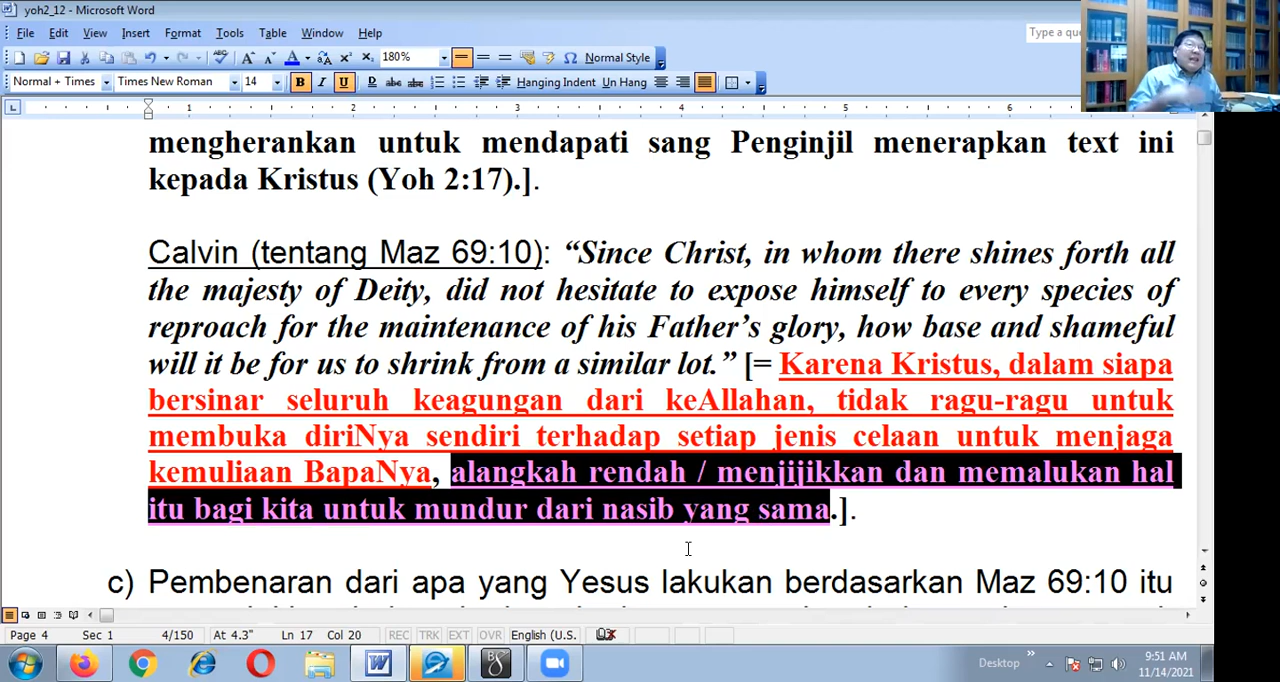 yoh2_12 - Microsoft Word
File Edit View Insert Format Tools Table Window Help
Type a que
180% Normal Style
Normal + Times Times New Roman 14 B I U Hanging Indent Un Hang
1 2 3 4 5 6
mengherankan untuk mendapati sang Penginjil menerapkan text ini
kepada Kristus (Yoh 2:17).].
Calvin (tentang Maz 69:10): “Since Christ, in whom there shines forth all
the majesty of Deity, did not hesitate to expose himself to every species of
reproach for the maintenance of his Father’s glory, how base and shameful
will it be for us to shrink from a similar lot.” [= Karena Kristus, dalam siapa
bersinar seluruh keagungan dari keAllahan, tidak ragu-ragu untuk
membuka diriNya sendiri terhadap setiap jenis celaan untuk menjaga
kemuliaan BapaNya, alangkah rendah / menjijikkan dan memalukan hal
itu bagi kita untuk mundur dari nasib yang sama.].
c) Pembenaran dari apa yang Yesus lakukan berdasarkan Maz 69:10 itu
Page 4 Sec 1 4/150 At 4.3" Ln 17 Col 20 REC TRK EXT OVR English (U.S.
Desktop » 9:51 AM
11/14/2021